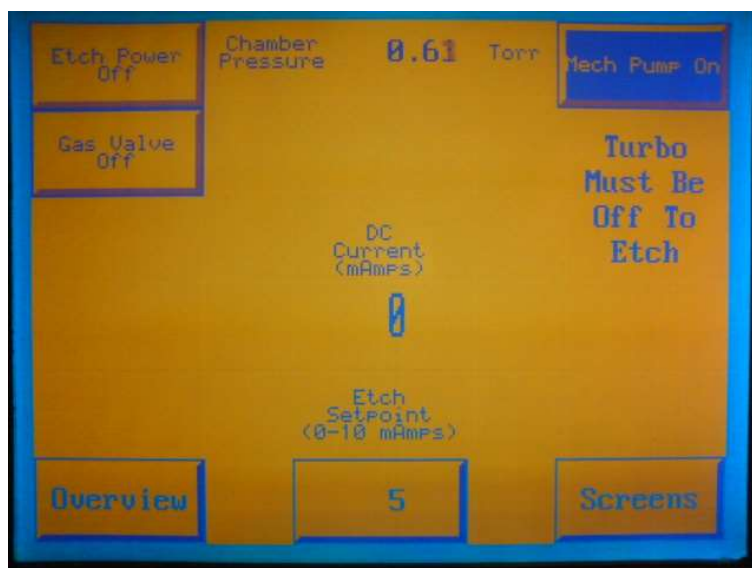 Etch Power
Off
Chamber
Pressure
0.61 Torr
Mech Pump On
Gas Valve
Off
Turbo
Must Be
Off To
Etch
DC
Current
(mAmps)
0
Etch
Setpoint
(0-10 mAmps)
Overview
5
Screens